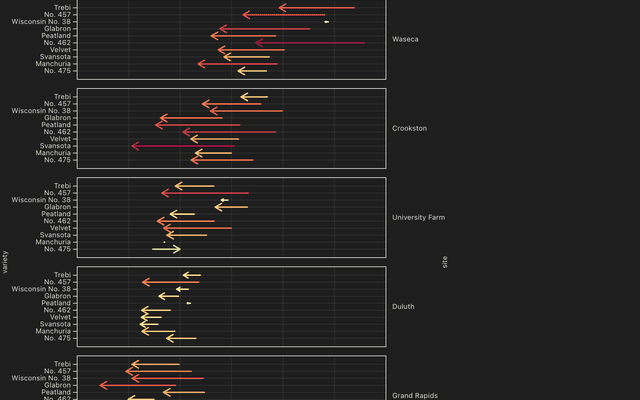 Trebi
No. 457
Wisconsin No. 38
Glabron
Peatland
No. 462
Velvet
Svansota
Manchuria
No. 475
Waseca
Trebi
No. 457
Wisconsin No. 38
Glabron
Peatland
No. 462
Velvet
Svansota
Manchuria
No. 475
Crookston
Trebi
No. 457
Wisconsin No. 38
Glabron
Peatland
No. 462
Velvet
Svansota
Manchuria
No. 475
University Farm
variety
site
Trebi
No. 457
Wisconsin No. 38
Glabron
Peatland
No. 462
Velvet
Svansota
Manchuria
No. 475
Duluth
Trebi
No. 457
Wisconsin No. 38
Glabron
Peatland
No. 462
Grand Rapids